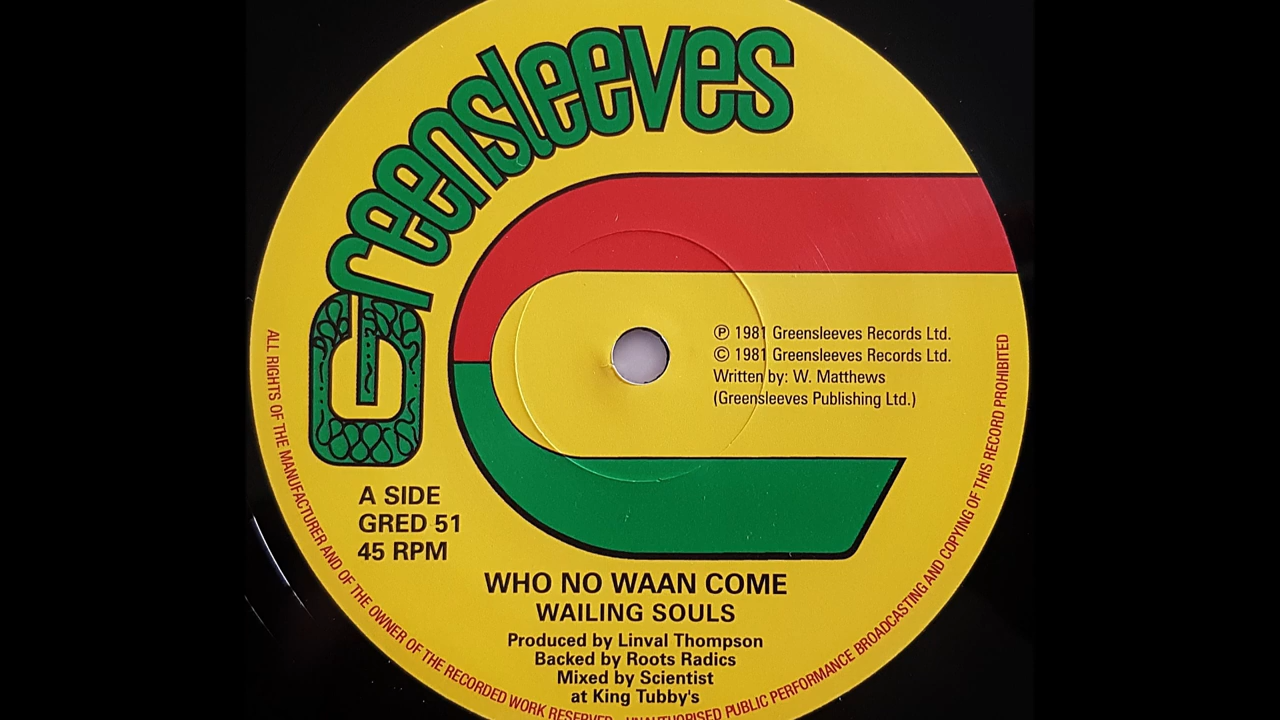 Greensleeves
℗ 1981 Greensleeves Records Ltd.
© 1981 Greensleeves Records Ltd.
Written by: W. Matthews
(Greensleeves Publishing Ltd.)
A SIDE
GRED 51
45 RPM
WHO NO WAAN COME
WAILING SOULS
Produced by Linval Thompson
Backed by Roots Radics
Mixed by Scientist
at King Tubby's
ALL RIGHTS OF THE MANUFACTURER AND OF THE OWNER OF THE RECORDED WORK RESERVED - UNAUTHORISED PUBLIC PERFORMANCE BROADCASTING AND COPYING OF THIS RECORD PROHIBITED